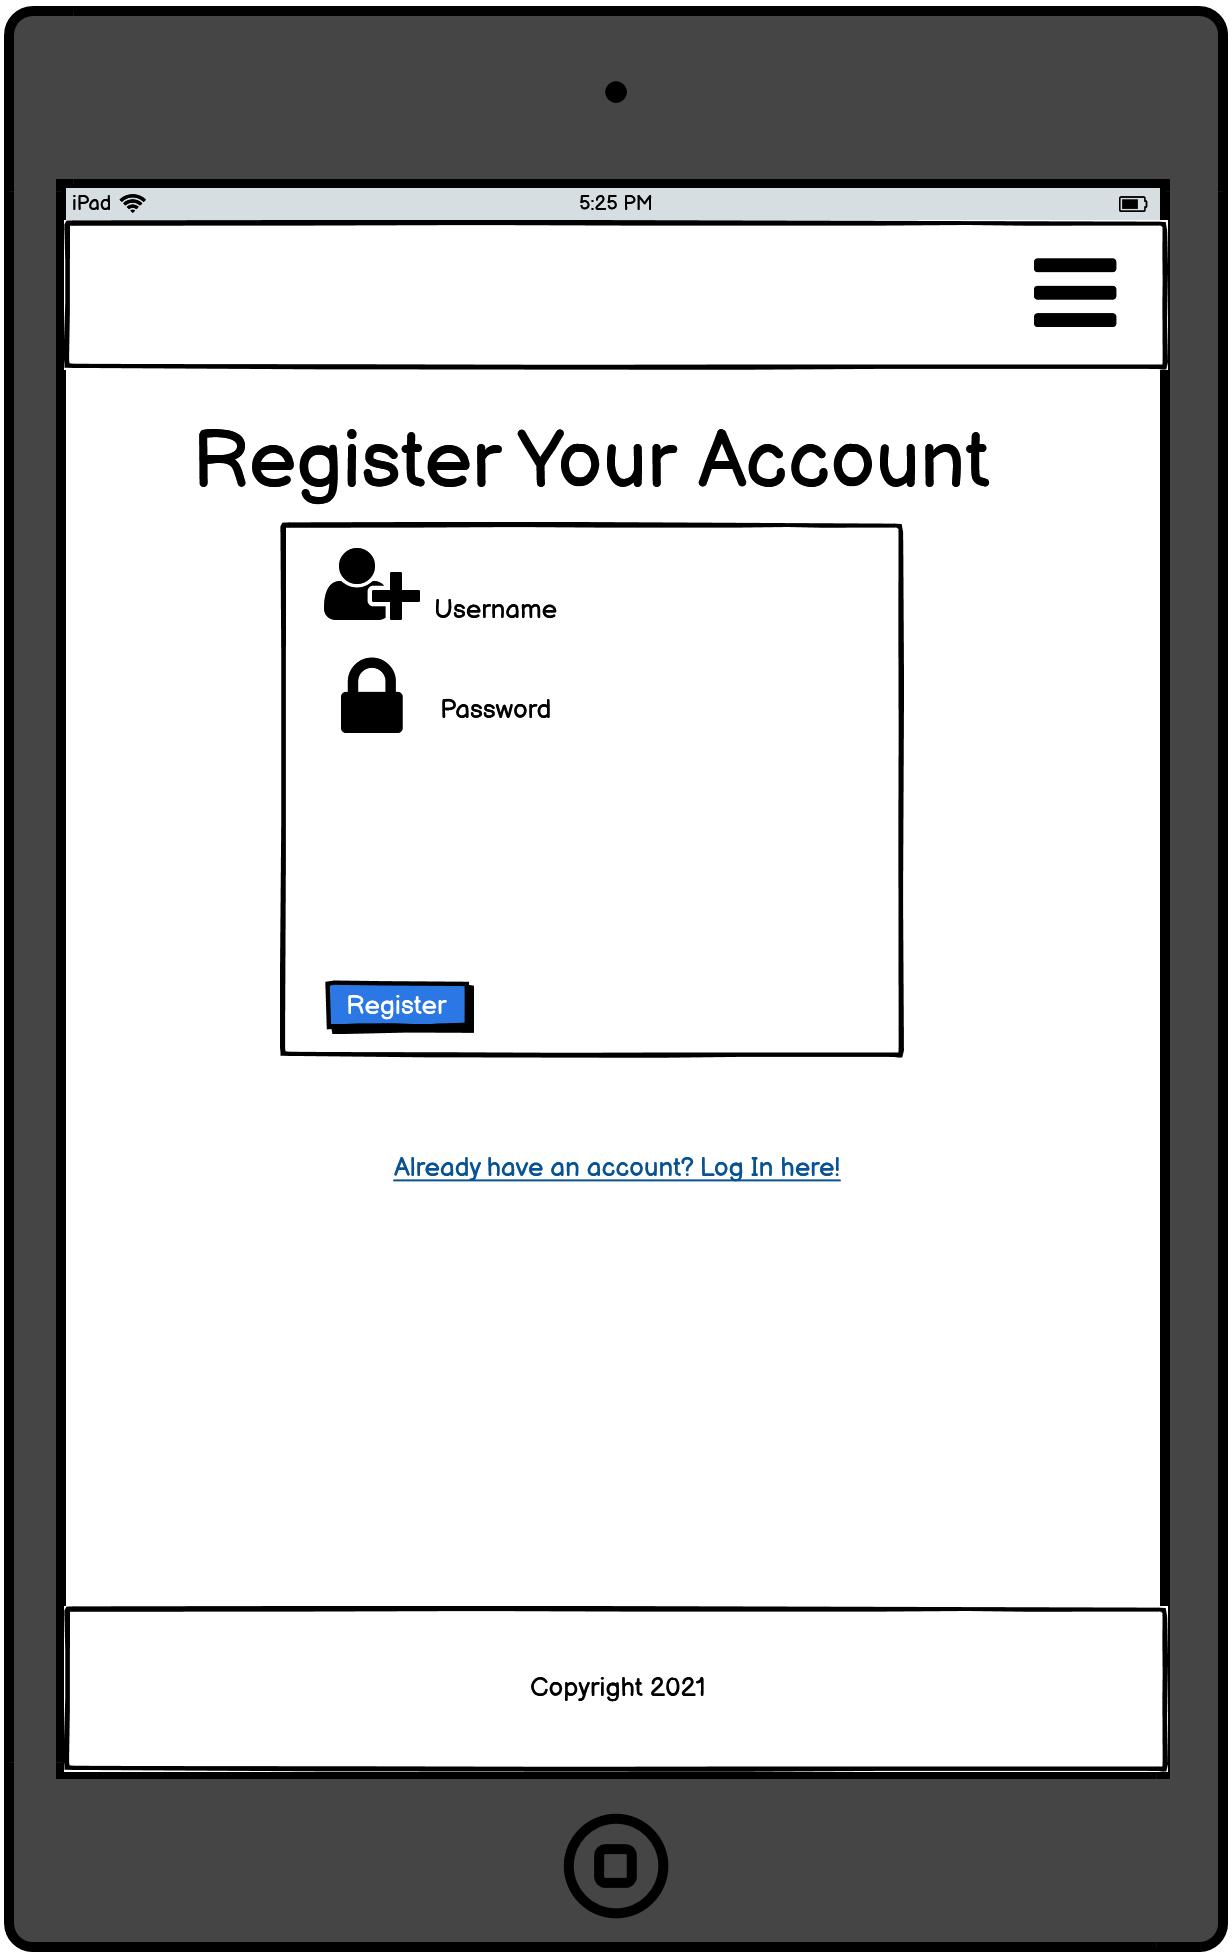 iPad 5:25 PM
Register Your Account
Username
Password
Register
Already have an account? Log In here!
Copyright 2021